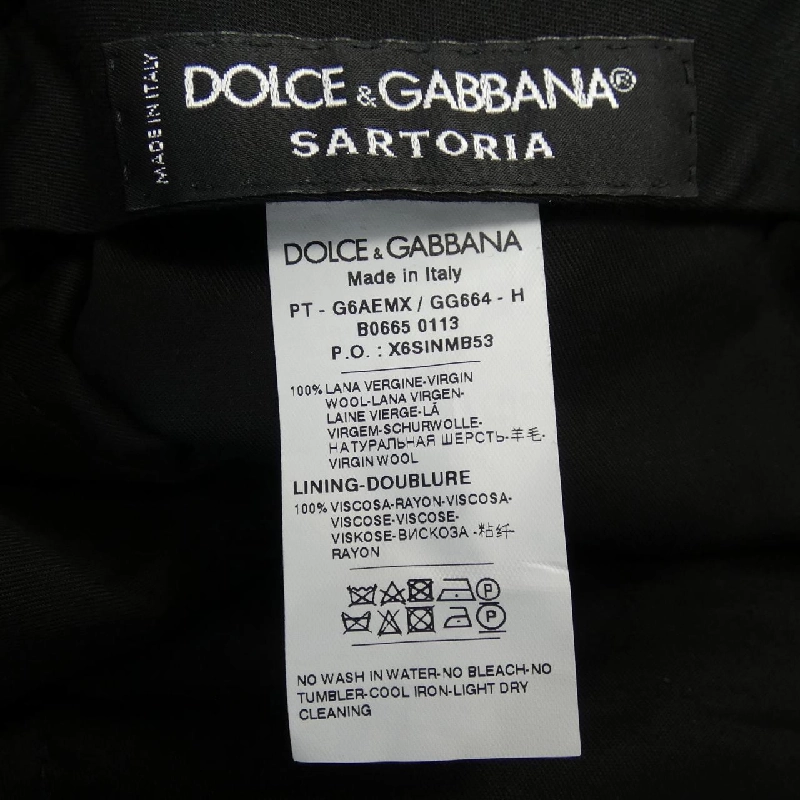 MADE IN ITALY
DOLCE & GABBANA®
SARTORIA
DOLCE & GABBANA
Made in Italy
PT - G6AEMX / GG664 - H
B0665 0113
P.O. : X6SINMB53
100% LANA VERGINE-VIRGIN
WOOL-LANA VIRGEN-
LAINE VIERGE-LÃ
VIRGEM-SCHURWOLLE-
НАТУРАЛЬНАЯ ШЕРСТЬ-羊毛-
VIRGIN WOOL
LINING-DOUBLURE
100% VISCOSA-RAYON-VISCOSA-
VISCOSE-VISCOSE-
VISKOSE-ВИСКОЗА -粘纤-
RAYON
P
P
NO WASH IN WATER-NO BLEACH-NO
TUMBLER-COOL IRON-LIGHT DRY
CLEANING